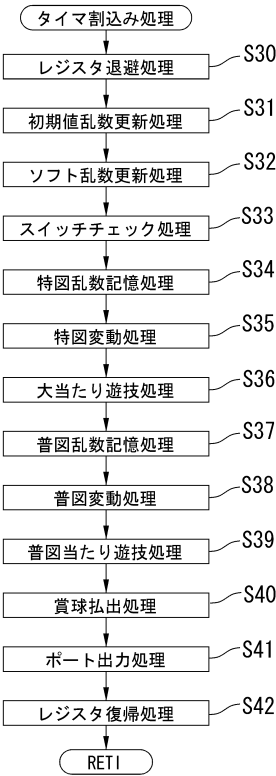 タイマ割込み処理
レジスタ退避処理 S30
初期値乱数更新処理 S31
ソフト乱数更新処理 S32
スイッチチェック処理 S33
特図乱数記憶処理 S34
特図変動処理 S35
大当たり遊技処理 S36
普図乱数記憶処理 S37
普図変動処理 S38
普図当たり遊技処理 S39
賞球払出処理 S40
ポート出力処理 S41
レジスタ復帰処理 S42
RETI